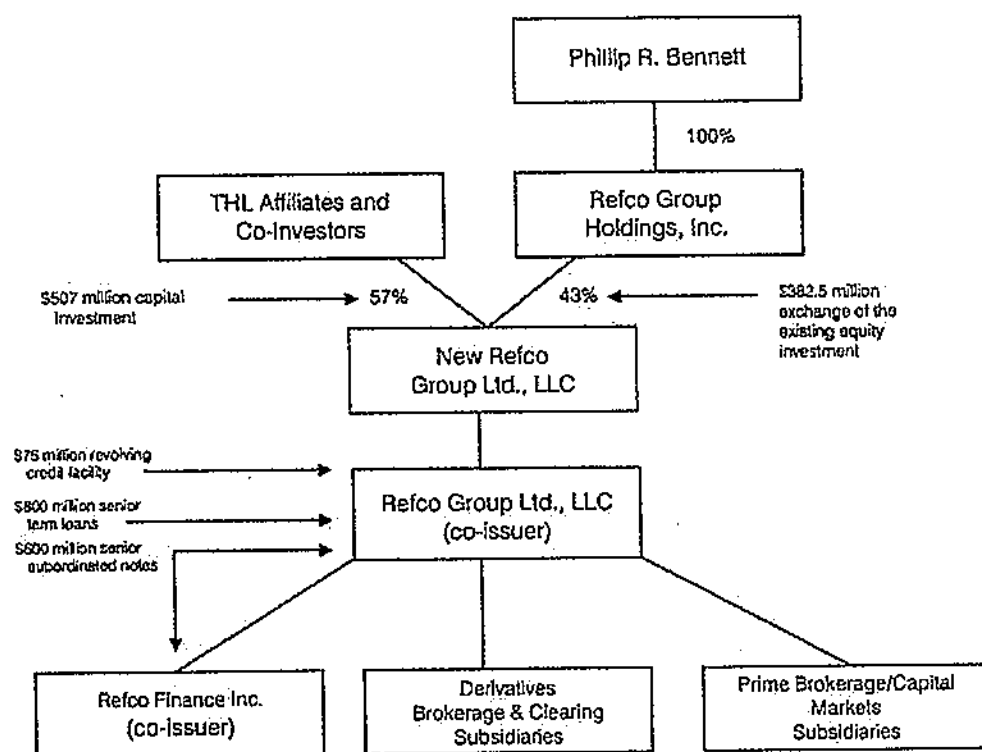 Phillip R. Bennett
100%
THL Affiliates and
Co-Investors
Refco Group
Holdings, Inc.
$507 million capital
investment
57%
43%
$382.5 million
exchange of the
existing equity
investment
New Refco
Group Ltd., LLC
$75 million revolving
credit facility
$800 million senior
term loans
$600 million senior
subordinated notes
Refco Group Ltd., LLC
(co-issuer)
Refco Finance Inc.
(co-issuer)
Derivatives
Brokerage & Clearing
Subsidiaries
Prime Brokerage/Capital
Markets
Subsidiaries